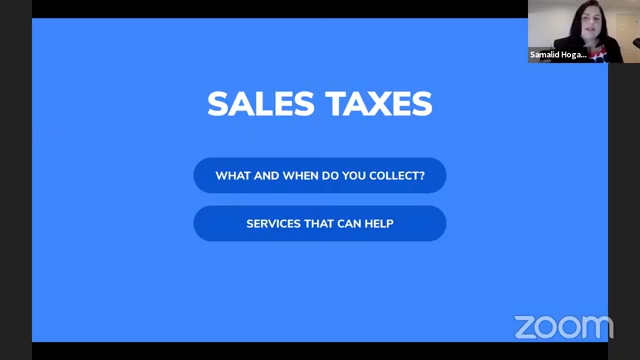 Samalid Hoga...
SALES TAXES
WHAT AND WHEN DO YOU COLLECT?
SERVICES THAT CAN HELP
zoom